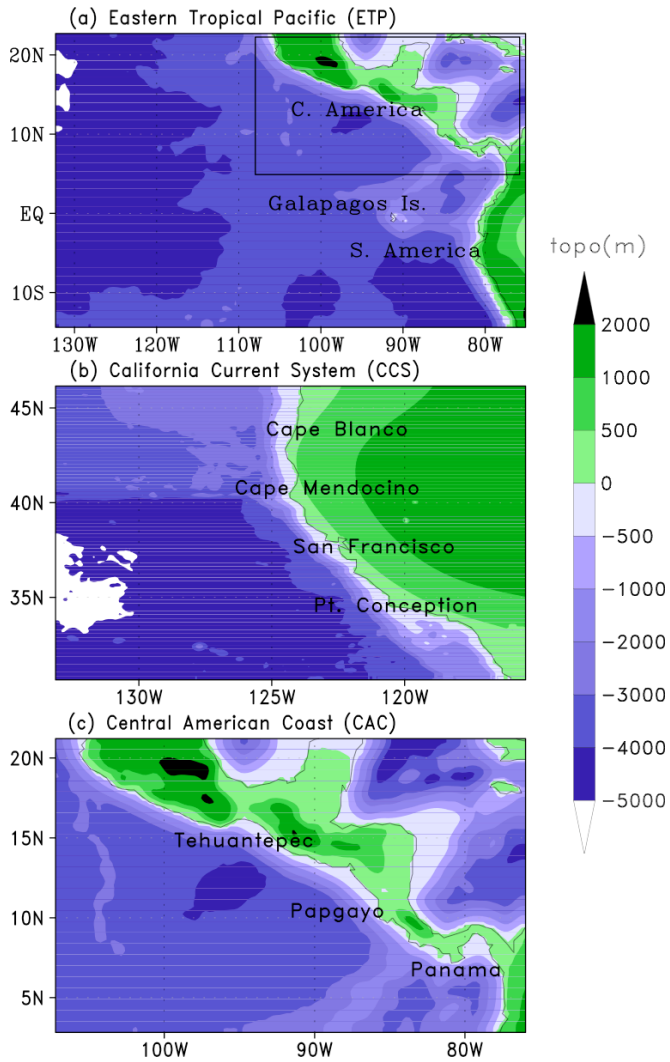 (a) Eastern Tropical Pacific (ETP)
20N
C. America
10N
Galapagos Is.
EQ
S. America
10S
130W 120W 110W 100W 90W 80W
(b) California Current System (CCS)
45N
Cape Blanco
Cape Mendocino
40N
San Francisco
35N
Pt. Conception
130W 125W 120W
(c) Central American Coast (CAC)
20N
Tehuantepec
15N
Papgayo
10N
Panama
5N
100W 90W 80W
topo(m)
2000
1000
500
0
-500
-1000
-2000
-3000
-4000
-5000